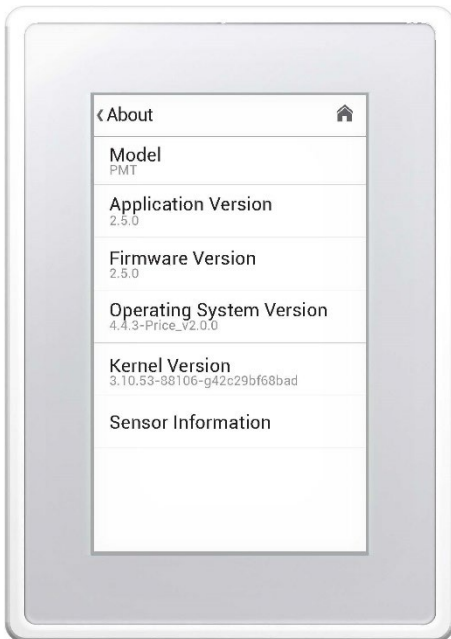 About
Model
PMT
Application Version
2.5.0
Firmware Version
2.5.0
Operating System Version
4.4.3-Price_v2.0.0
Kernel Version
3.10.53-88106-g42c29bf68bad
Sensor Information